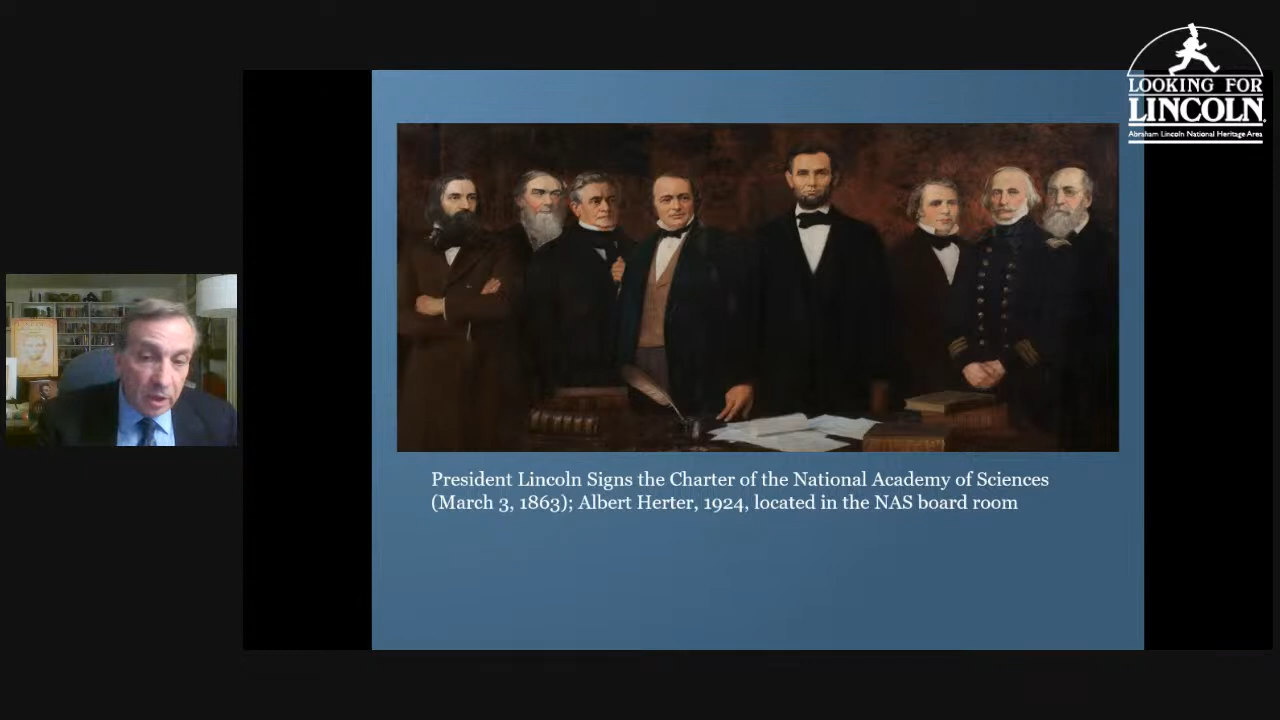 LOOKING FOR
LINCOLN
Abraham Lincoln National Heritage Area
President Lincoln Signs the Charter of the National Academy of Sciences
(March 3, 1863); Albert Herter, 1924, located in the NAS board room